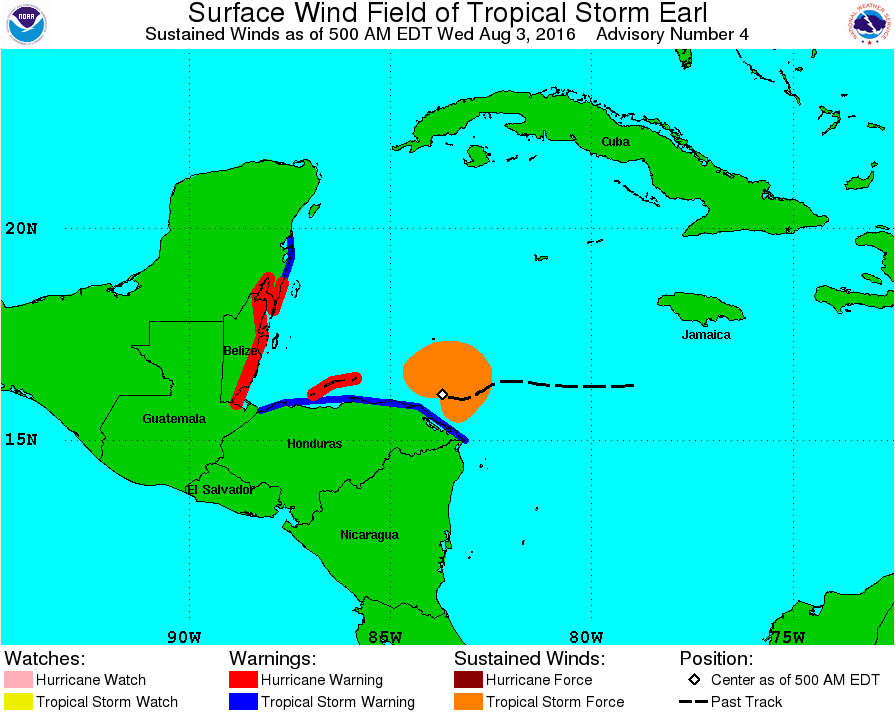 Surface Wind Field of Tropical Storm Earl
NOAA
Sustained Winds as of 500 AM EDT Wed Aug 3, 2016 Advisory Number 4
NATIONAL WEATHER SERVICE
Cuba
20N
Jamaica
Belize
Guatemala
15N
Honduras
El Salvador
Nicaragua
90W 85W 80W 75W
Watches: Warnings: Sustained Winds: Position:
Hurricane Watch Hurricane Warning Hurricane Force Center as of 500 AM EDT
Tropical Storm Watch Tropical Storm Warning Tropical Storm Force Past Track